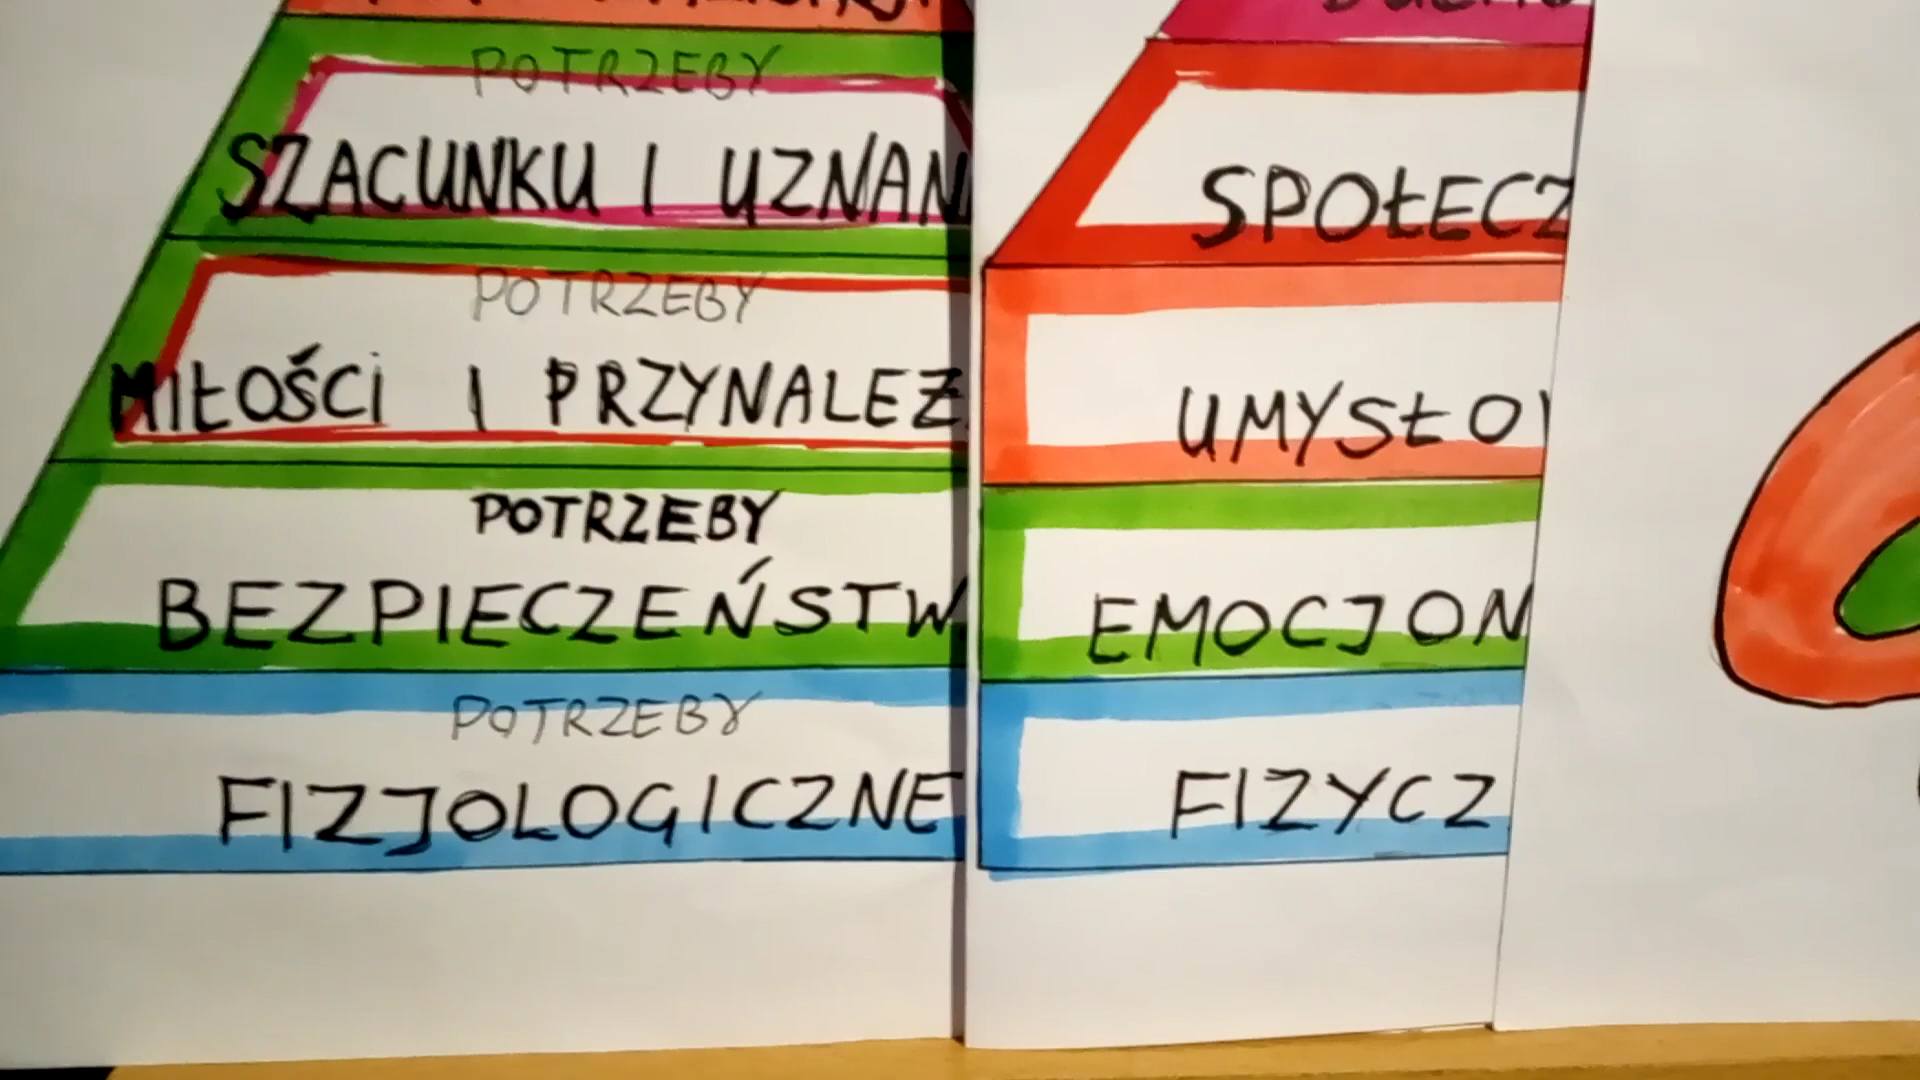 POTRZEBY
SZACUNKU I UZNAN
POTRZEBY
MIŁOŚCI I PRZYNALEŻ
POTRZEBY
BEZPIECZEŃSTW
POTRZEBY
FIZJOLOGICZNE
SPOŁECZ
UMYSŁO
EMOCJON
FIZYCZ